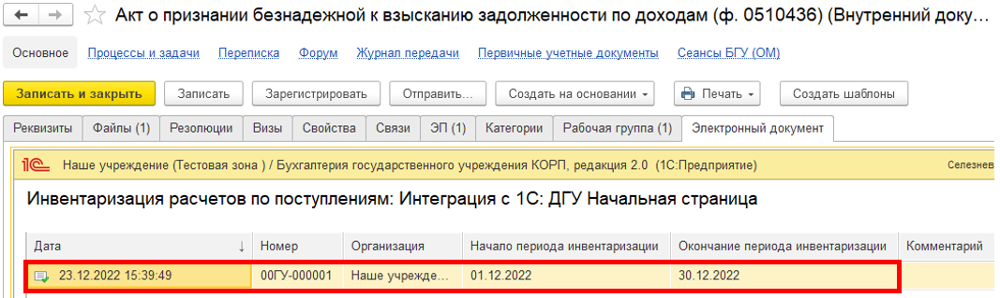 Акт о признании безнадежной к взысканию задолженности по доходам (ф. 0510436) (Внутренний доку...
Основное Процессы и задачи Переписка Форум Журнал передачи Первичные учетные документы Сеансы БГУ (ОМ)
Записать и закрыть Записать Зарегистрировать Отправить... Создать на основании Печать Создать шаблоны
Реквизиты Файлы (1) Резолюции Визы Свойства Связи ЭП (1) Категории Рабочая группа (1) Электронный документ
1С Наше учреждение (Тестовая зона ) / Бухгалтерия государственного учреждения КОРП, редакция 2.0 (1С:Предприятие) Селезнев
Инвентаризация расчетов по поступлениям: Интеграция с 1С: ДГУ Начальная страница
Дата ↓ Номер Организация Начало периода инвентаризации Окончание периода инвентаризации Комментарий
23.12.2022 15:39:49 00ГУ-000001 Наше учрежде... 01.12.2022 30.12.2022